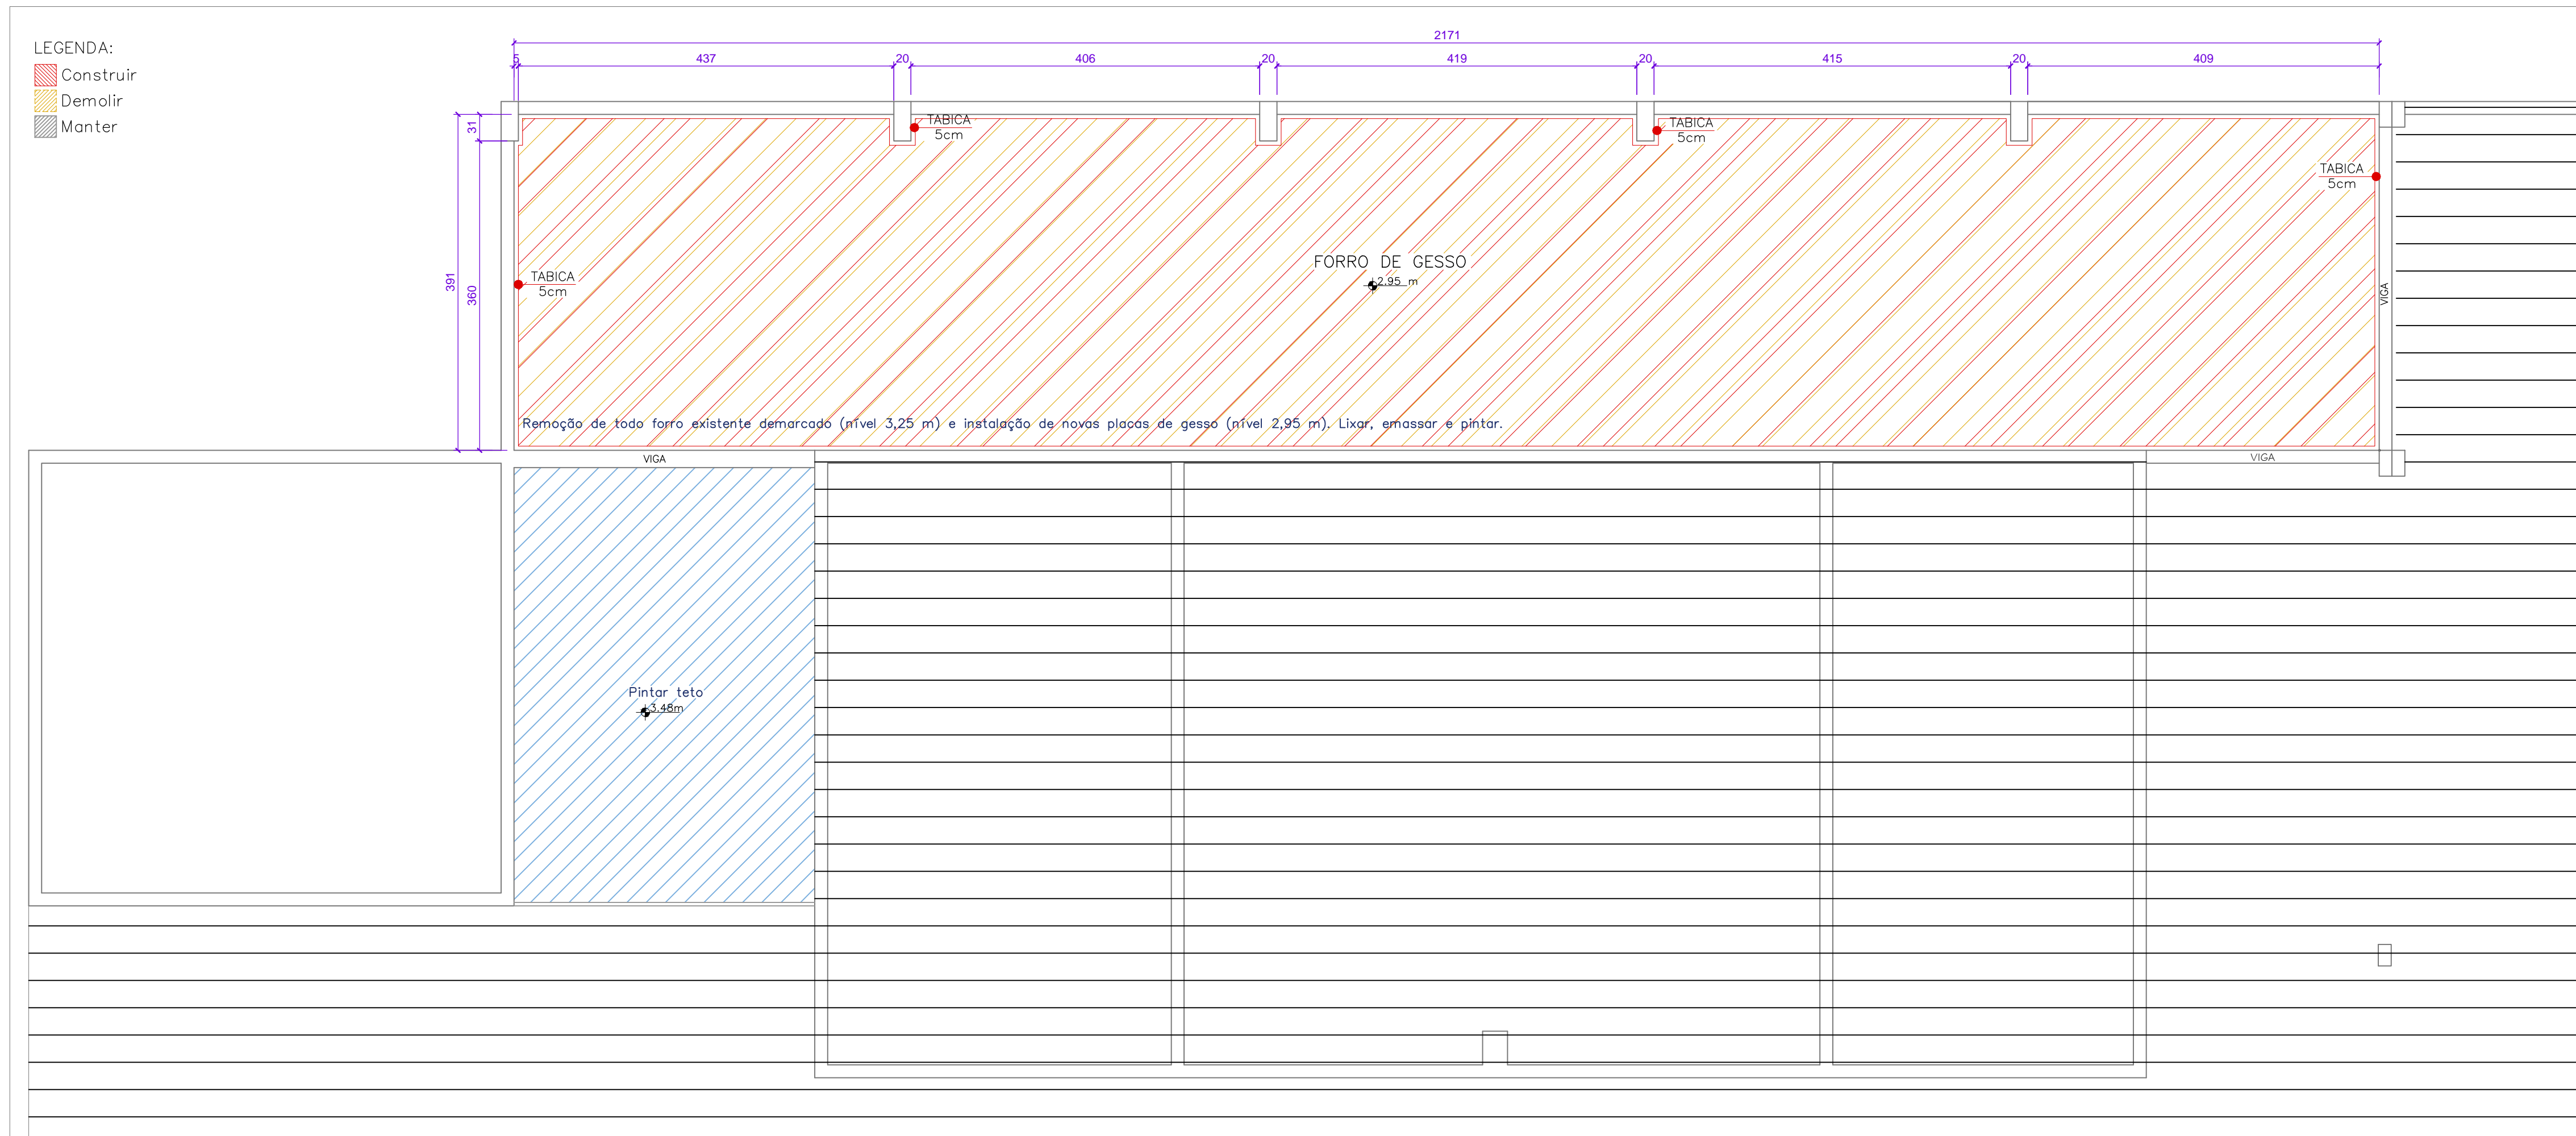 LEGENDA:
Construir
Demolir
Manter
2171
5
437
20
406
20
419
20
415
20
409
31
391
360
TABICA
5cm
TABICA
5cm
TABICA
5cm
TABICA
5cm
FORRO DE GESSO
2.95 m
VIGA
Remoção de todo forro existente demarcado (nível 3,25 m) e instalação de novas placas de gesso (nível 2,95 m). Lixar, emassar e pintar.
VIGA
VIGA
Pintar teto
3.48m